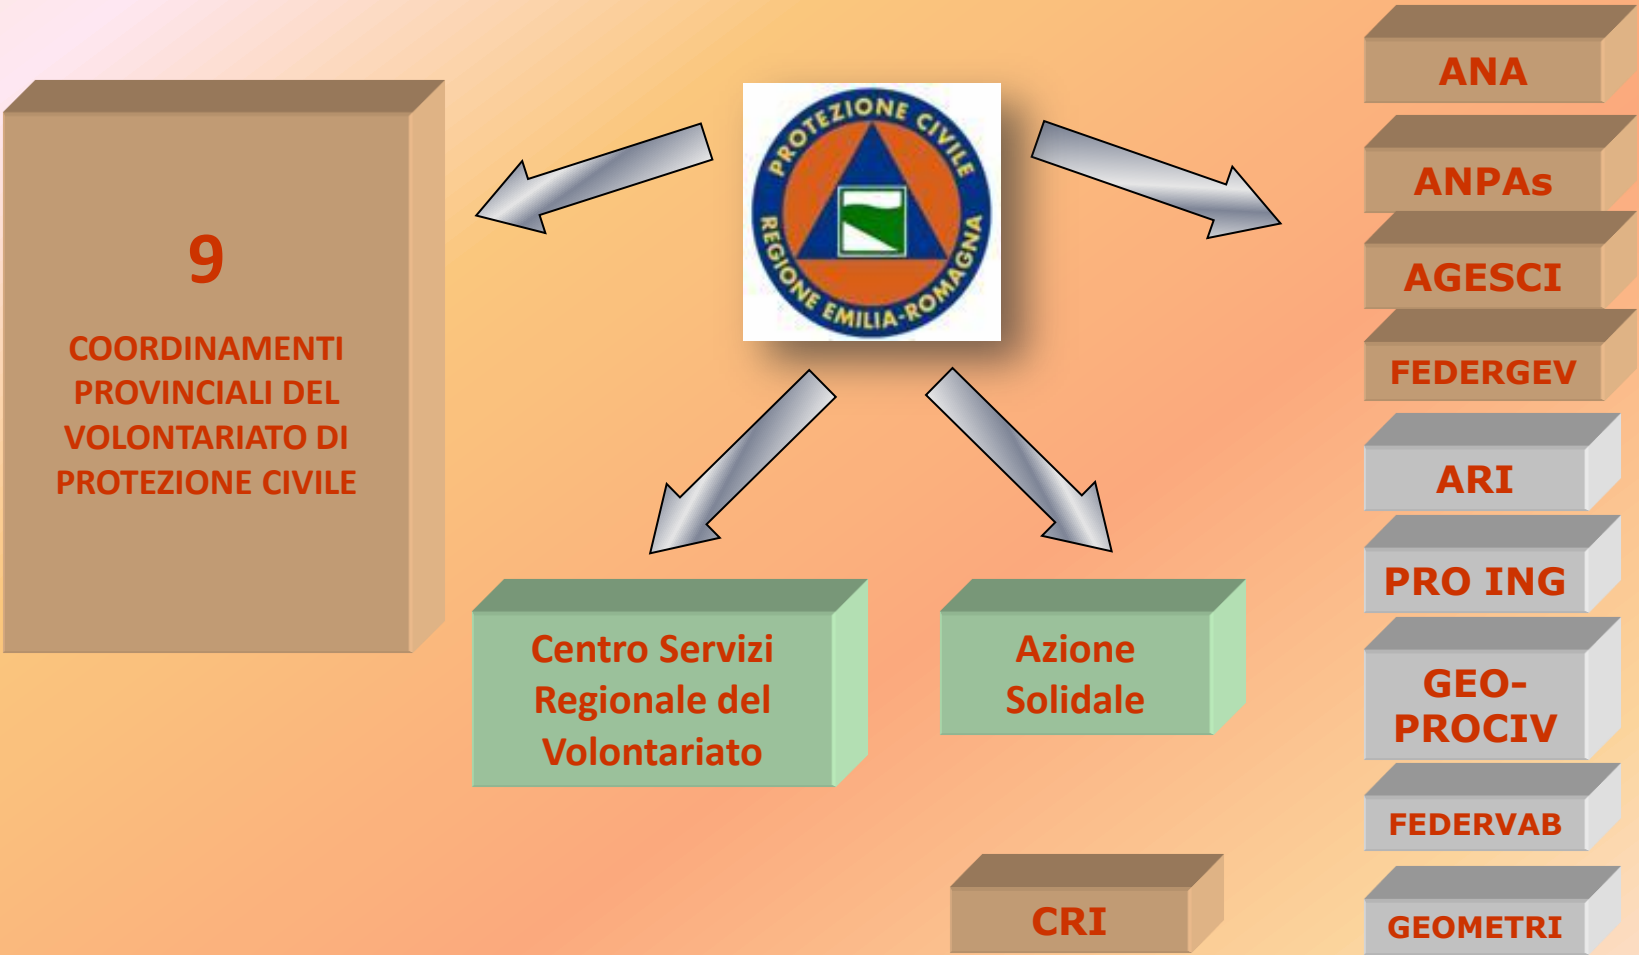 9
COORDINAMENTI
PROVINCIALI DEL
VOLONTARIATO DI
PROTEZIONE CIVILE
PROTEZIONE CIVILE
REGIONE EMILIA-ROMAGNA
Centro Servizi
Regionale del
Volontariato
Azione
Solidale
CRI
ANA
ANPAs
AGESCI
FEDERGEV
ARI
PRO ING
GEO-
PROCIV
FEDERVAB
GEOMETRI